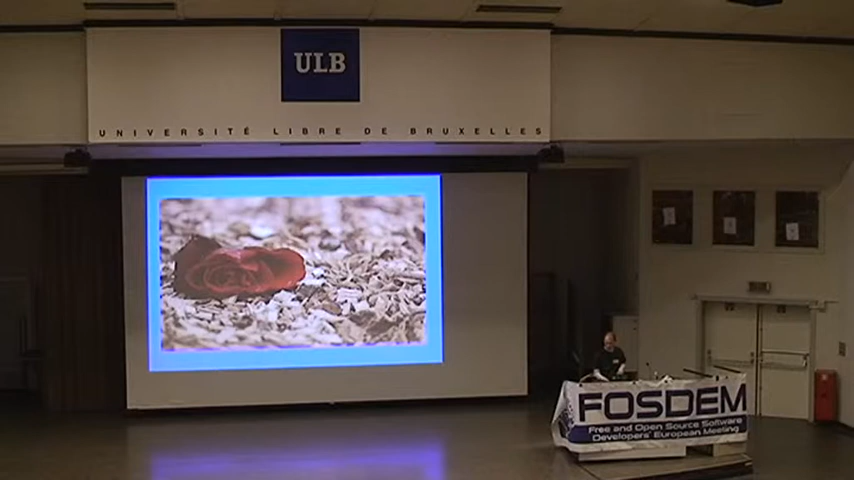 ULB
UNIVERSITÉ LIBRE DE BRUXELLES
FOSDEM
Free and Open Source Software
Developers' European Meeting